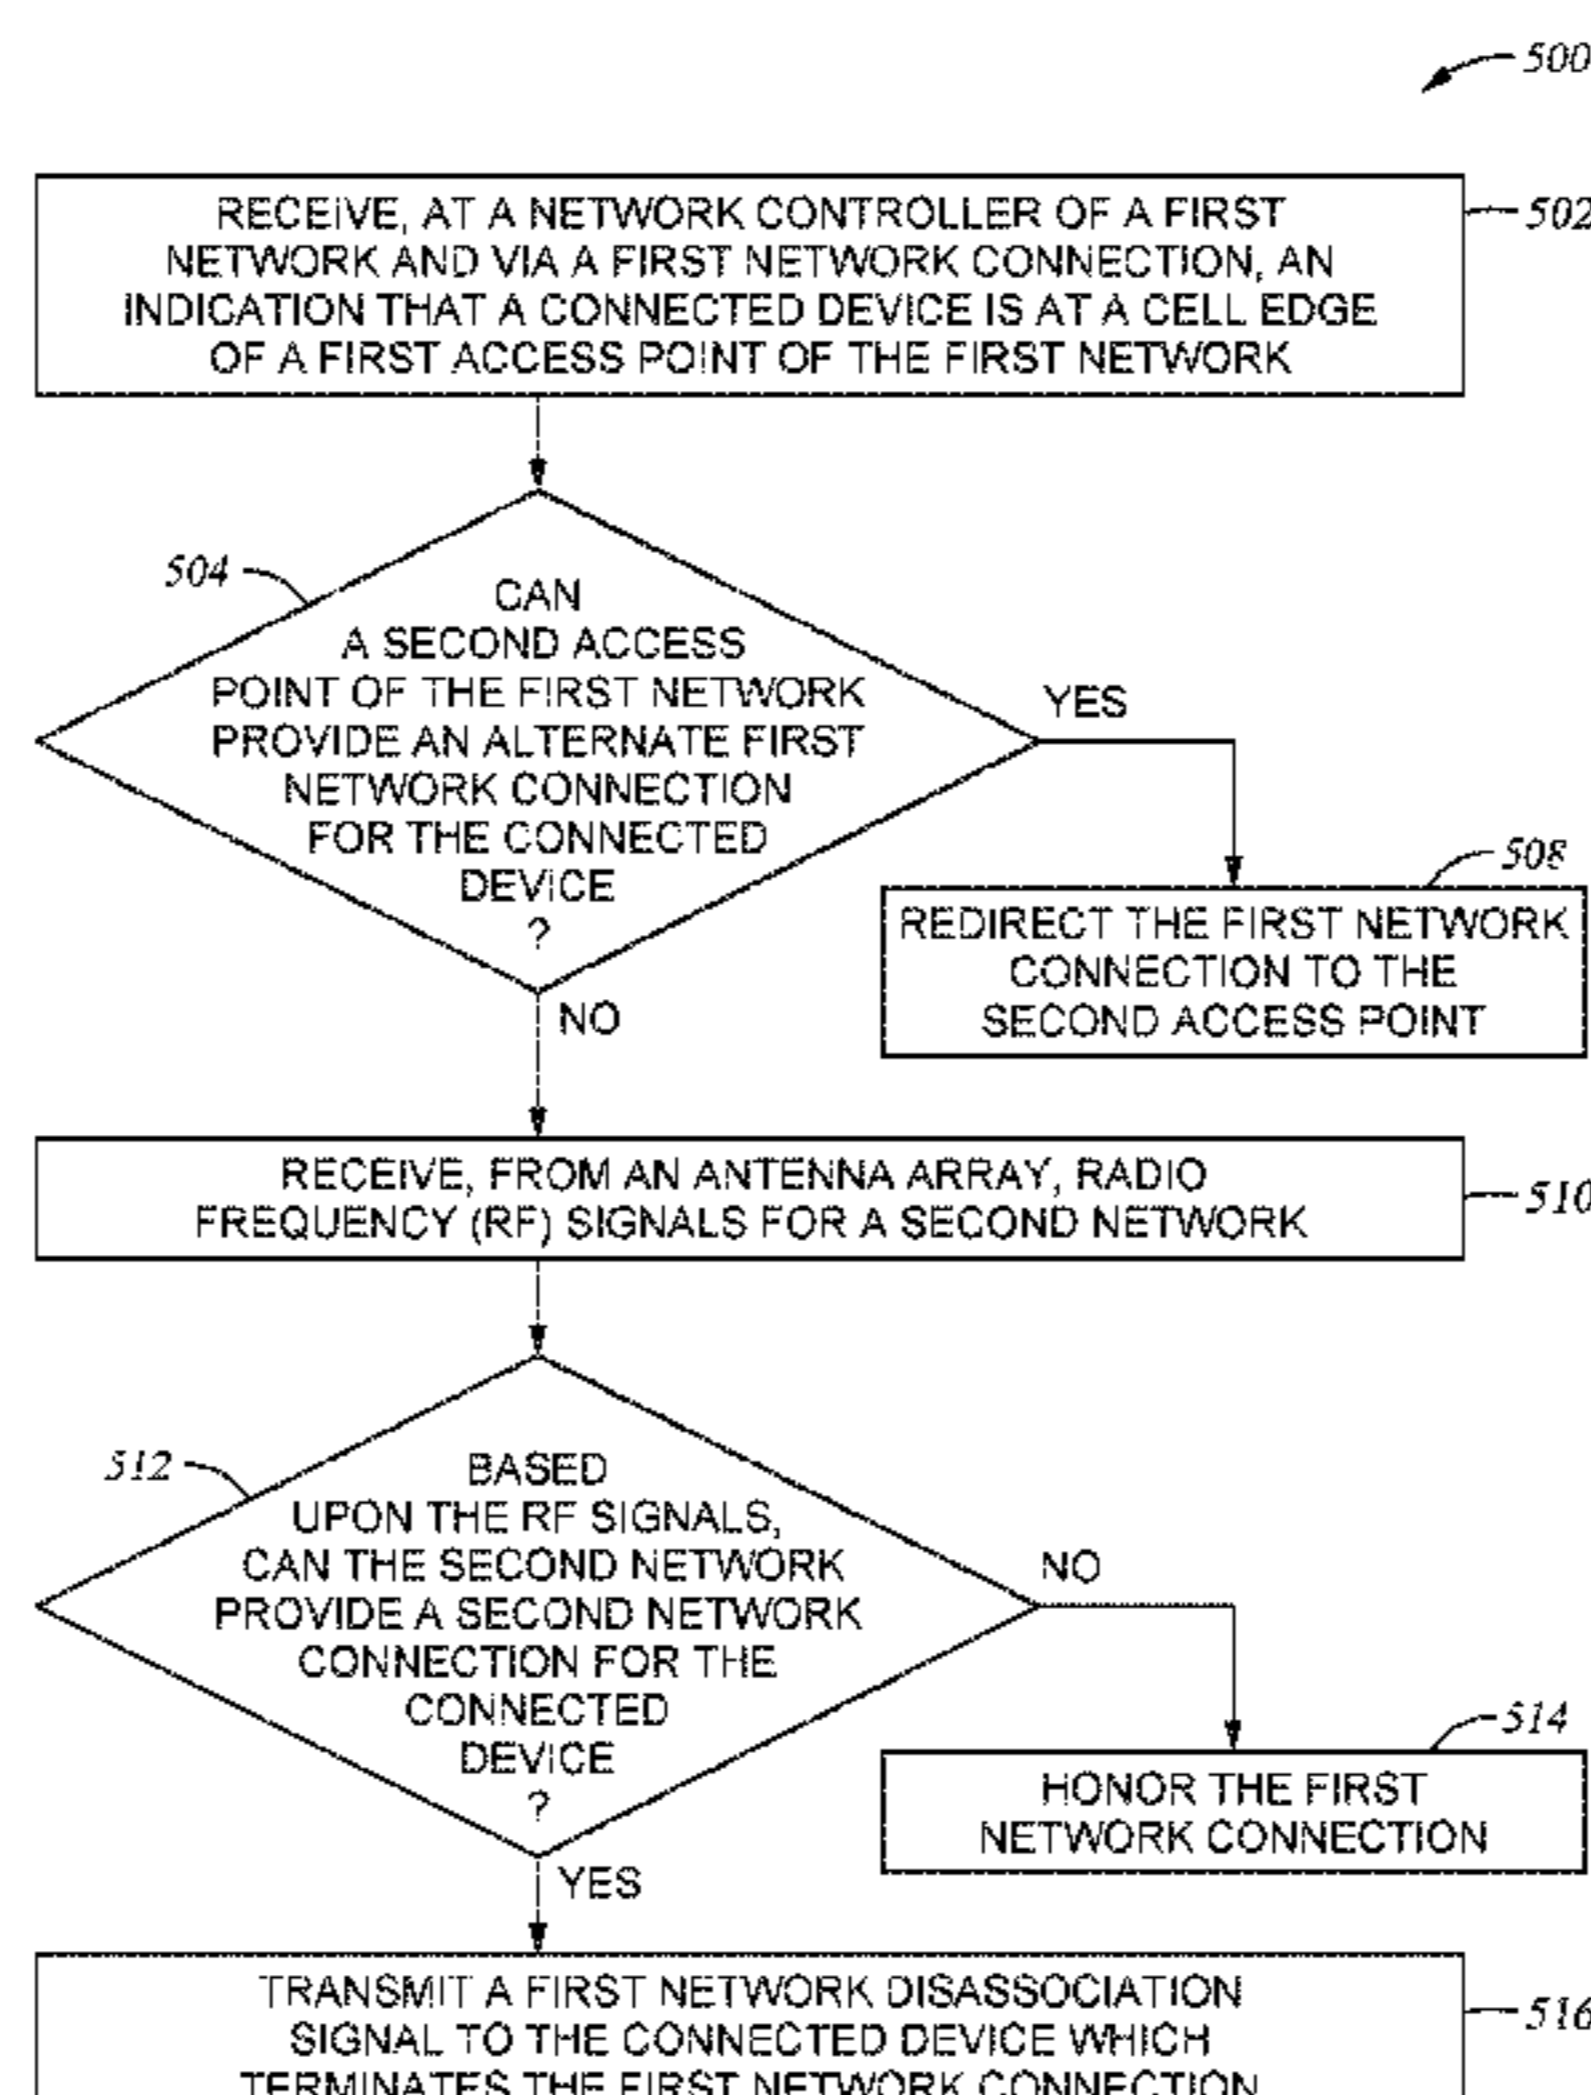 500
RECEIVE, AT A NETWORK CONTROLLER OF A FIRST
NETWORK AND VIA A FIRST NETWORK CONNECTION, AN
INDICATION THAT A CONNECTED DEVICE IS AT A CELL EDGE
OF A FIRST ACCESS POINT OF THE FIRST NETWORK
502
504
CAN
A SECOND ACCESS
POINT OF THE FIRST NETWORK
PROVIDE AN ALTERNATE FIRST
NETWORK CONNECTION
FOR THE CONNECTED
DEVICE
?
YES
508
REDIRECT THE FIRST NETWORK
CONNECTION TO THE
SECOND ACCESS POINT
NO
RECEIVE, FROM AN ANTENNA ARRAY, RADIO
FREQUENCY (RF) SIGNALS FOR A SECOND NETWORK
510
512
BASED
UPON THE RF SIGNALS,
CAN THE SECOND NETWORK
PROVIDE A SECOND NETWORK
CONNECTION FOR THE
CONNECTED
DEVICE
?
NO
514
HONOR THE FIRST
NETWORK CONNECTION
YES
TRANSMIT A FIRST NETWORK DISASSOCIATION
SIGNAL TO THE CONNECTED DEVICE WHICH
TERMINATES THE FIRST NETWORK CONNECTION
516